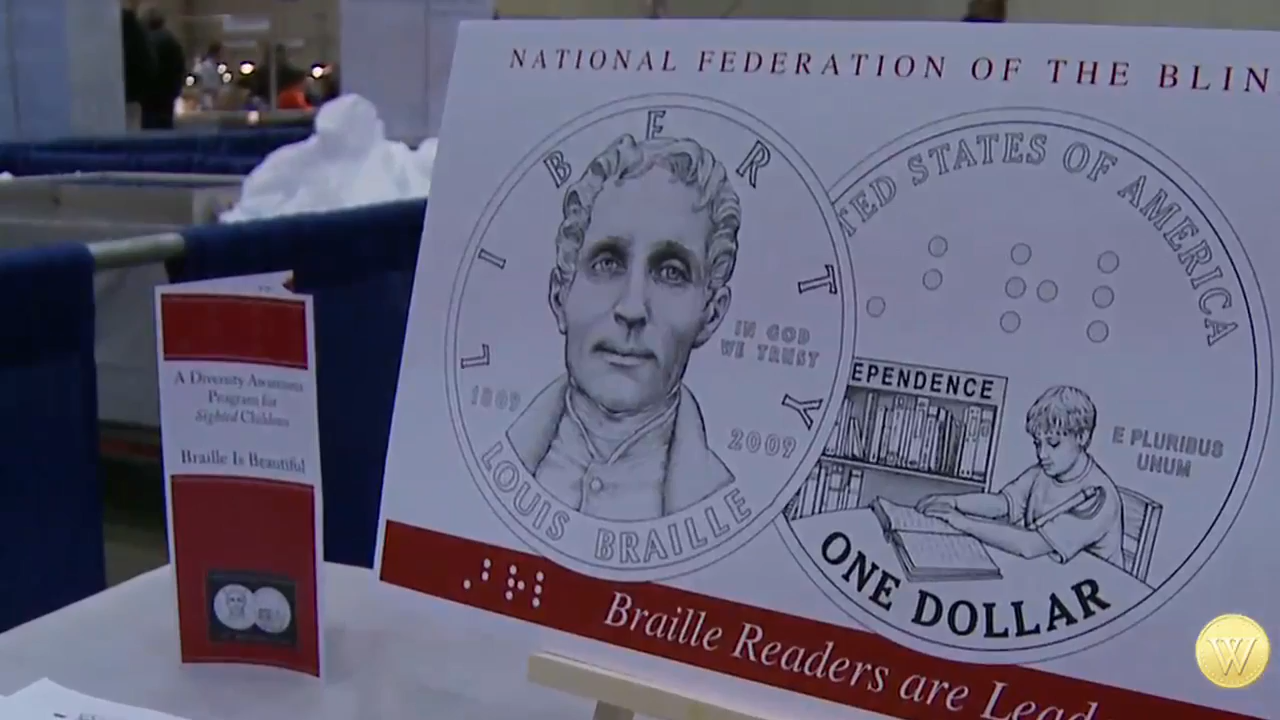 NATIONAL FEDERATION OF THE BLIN
LIBERTY
IN GOD
WE TRUST
1809
2009
LOUIS BRAILLE
TED STATES OF AMERICA
⠠⠃⠗⠇
EPENDENCE
E PLURIBUS
UNUM
ONE DOLLAR
⠠⠃⠗⠇
Braille Readers are Lead
A Diversity Awareness
Program for
Sighted Children
Braille Is Beautiful
W